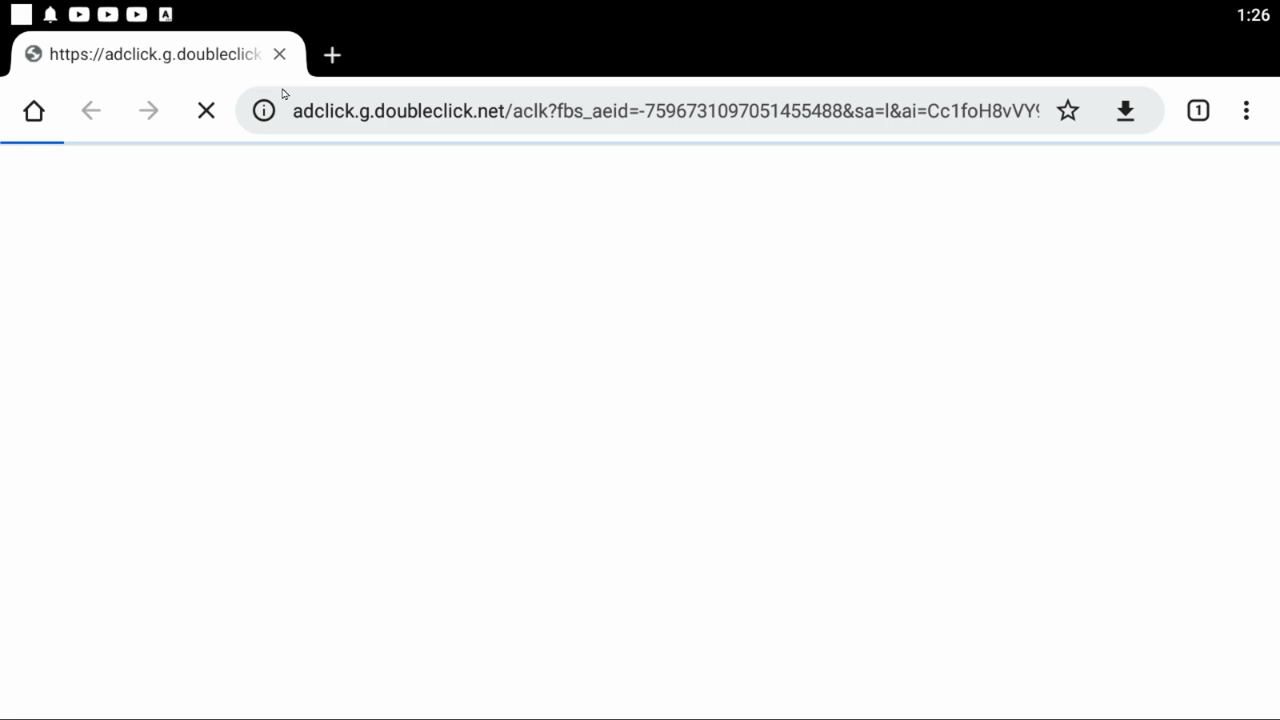 1:26
https://adclick.g.doubleclick
adclick.g.doubleclick.net/aclk?fbs_aeid=-7596731097051455488&sa=l&ai=Cc1foH8vVY
1